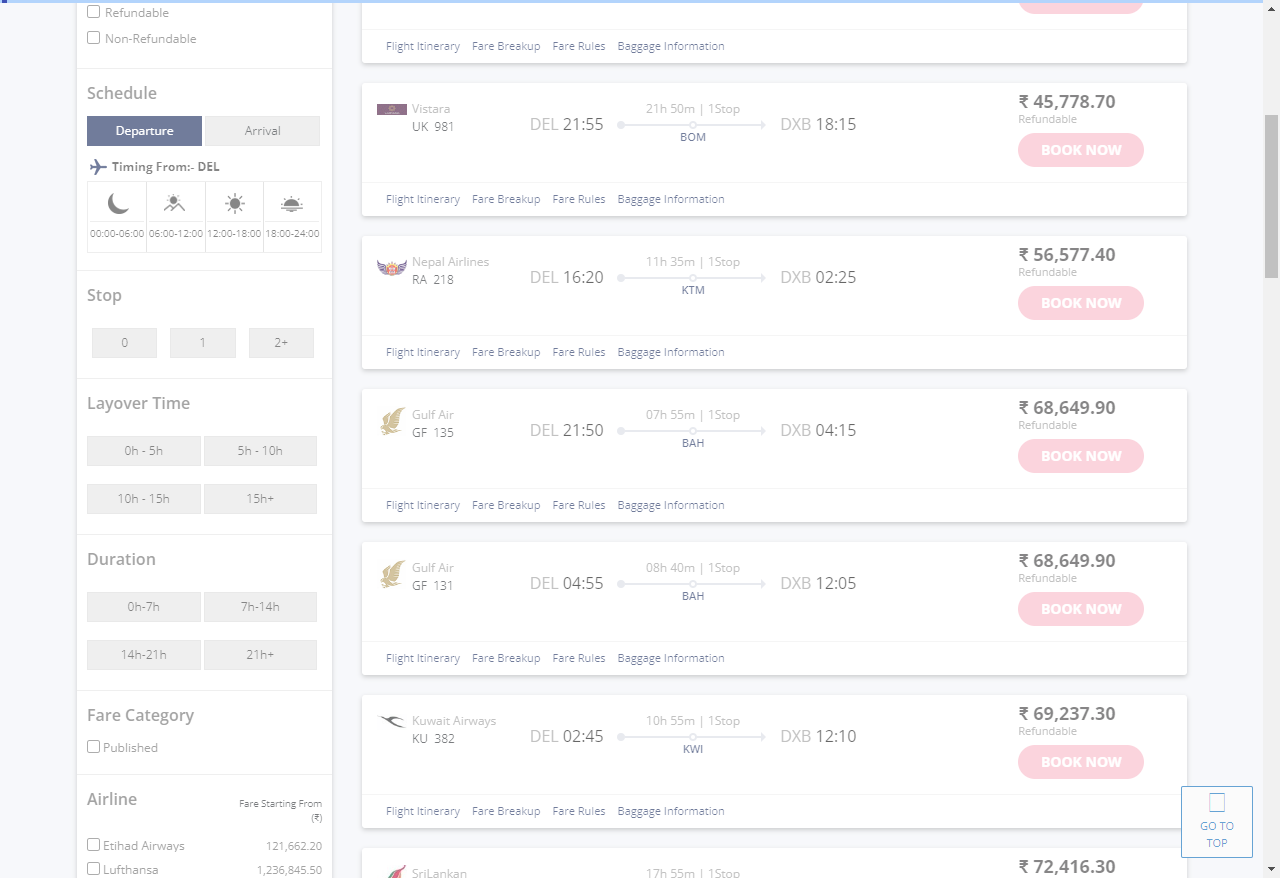 Refundable
Non-Refundable
Schedule
Departure Arrival
Timing From:- DEL
00:00-06:00 06:00-12:00 12:00-18:00 18:00-24:00
Stop
0 1 2+
Layover Time
0h - 5h 5h - 10h
10h - 15h 15h+
Duration
0h-7h 7h-14h
14h-21h 21h+
Fare Category
Published
Airline Fare Starting From
(₹)
Etihad Airways 121,662.20
Lufthansa 1,236,845.50
Flight Itinerary Fare Breakup Fare Rules Baggage Information
Vistara
UK 981
DEL 21:55
21h 50m | 1Stop
BOM
DXB 18:15
₹ 45,778.70
Refundable
BOOK NOW
Flight Itinerary Fare Breakup Fare Rules Baggage Information
Nepal Airlines
RA 218
DEL 16:20
11h 35m | 1Stop
KTM
DXB 02:25
₹ 56,577.40
Refundable
BOOK NOW
Flight Itinerary Fare Breakup Fare Rules Baggage Information
Gulf Air
GF 135
DEL 21:50
07h 55m | 1Stop
BAH
DXB 04:15
₹ 68,649.90
Refundable
BOOK NOW
Flight Itinerary Fare Breakup Fare Rules Baggage Information
Gulf Air
GF 131
DEL 04:55
08h 40m | 1Stop
BAH
DXB 12:05
₹ 68,649.90
Refundable
BOOK NOW
Flight Itinerary Fare Breakup Fare Rules Baggage Information
Kuwait Airways
KU 382
DEL 02:45
10h 55m | 1Stop
KWI
DXB 12:10
₹ 69,237.30
Refundable
BOOK NOW
Flight Itinerary Fare Breakup Fare Rules Baggage Information
SriLankan
17h 55m | 1Stop
₹ 72,416.30
GO TO
TOP